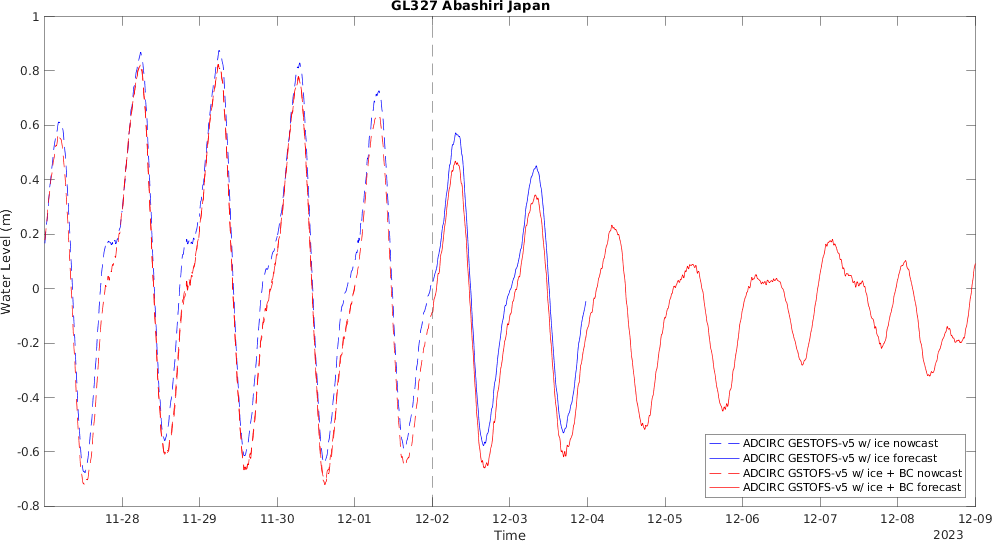 GL327 Abashiri Japan
1
0.8
0.6
0.4
0.2
0
-0.2
-0.4
-0.6
-0.8
Water Level (m)
11-28 11-29 11-30 12-01 12-02 12-03 12-04 12-05 12-06 12-07 12-08 12-09
Time
2023
ADCIRC GESTOFS-v5 w/ ice nowcast
ADCIRC GESTOFS-v5 w/ ice forecast
ADCIRC GSTOFS-v5 w/ ice + BC nowcast
ADCIRC GSTOFS-v5 w/ ice + BC forecast